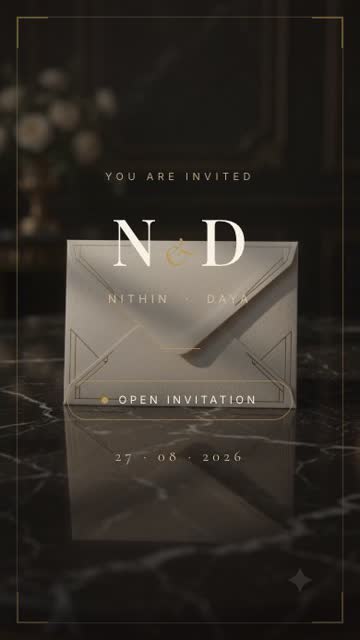 YOU ARE INVITED
N & D
NITHIN · DAYA
OPEN INVITATION
27 · 08 · 2026